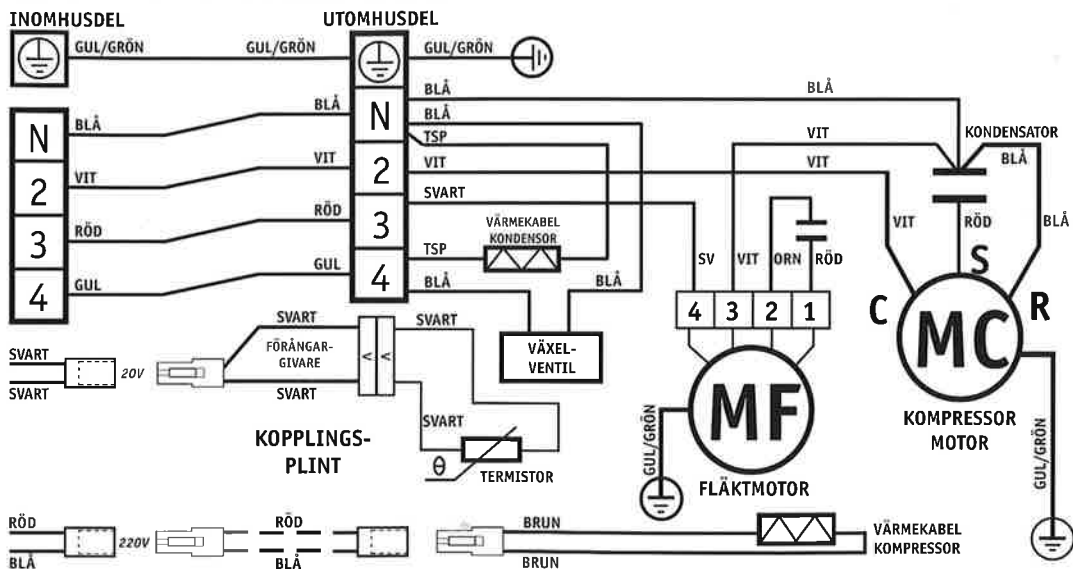 INOMHUSDEL
UTOMHUSDEL
GUL/GRÖN
GUL/GRÖN
GUL/GRÖN
BLÅ
BLÅ
BLÅ
BLÅ
BLÅ
N
N
TSP
VIT
KONDENSATOR
BLÅ
2
VIT
VIT
2
VIT
VIT
SVART
3
RÖD
RÖD
3
VÄRMEKABEL
KONDENSOR
VIT
RÖD
BLÅ
TSP
SV
VIT
ORN
RÖD
S
4
GUL
GUL
4
BLÅ
BLÅ
4
3
2
1
C
MC
R
SVART
SVART
SVART
20V
FÖRÅNGAR-
GIVARE
<
<
VÄXEL-
VENTIL
SVART
SVART
MF
KOMPRESSOR
MOTOR
SVART
KOPPLINGS-
PLINT
θ
TERMISTOR
GUL/GRÖN
FLÄKTMOTOR
GUL/GRÖN
RÖD
220V
BLÅ
RÖD
BLÅ
BRUN
BRUN
VÄRMEKABEL
KOMPRESSOR